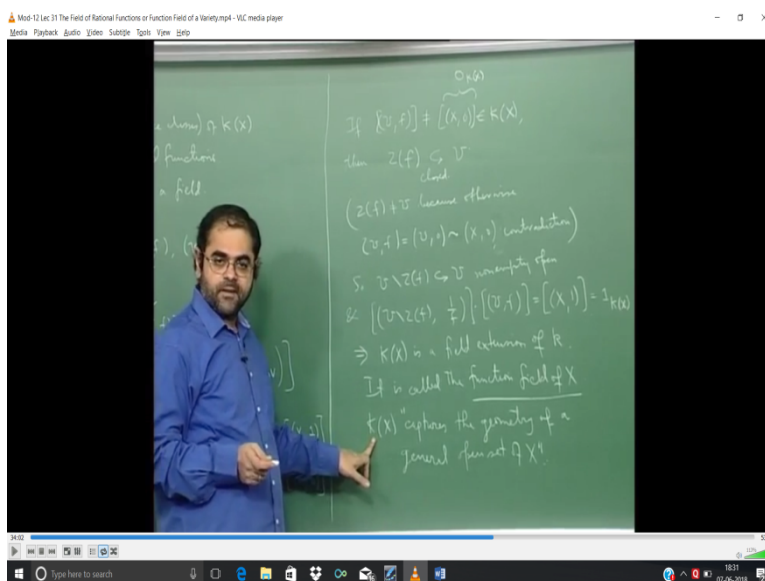 Mod-12 Lec 31 The Field of Rational Functions or Function Field of a Variety.mp4 - VLC media player
Media Playback Audio Video Subtitle Tools View Help
classes) of K(X)
functions
a field
0_{K(X)}
If [(U, f)] ≠ [(X, 0)] ∈ K(X),
then Z(f) ⊊ U
closed
(Z(f) ≠ U because otherwise
(U, f) = (U, 0) ~ (X, 0) contradiction)
So U \ Z(f) ⊊ U nonempty open
& [(U \ Z(f), 1/f)] · [(U, f)] = [(X, 1)] = 1_{K(X)}
⇒ K(X) is a field extension of k.
It is called The function field of X
K(X) "captures the geometry of a
general open set of X".
34:02
Type here to search
18:31
07-06-2018